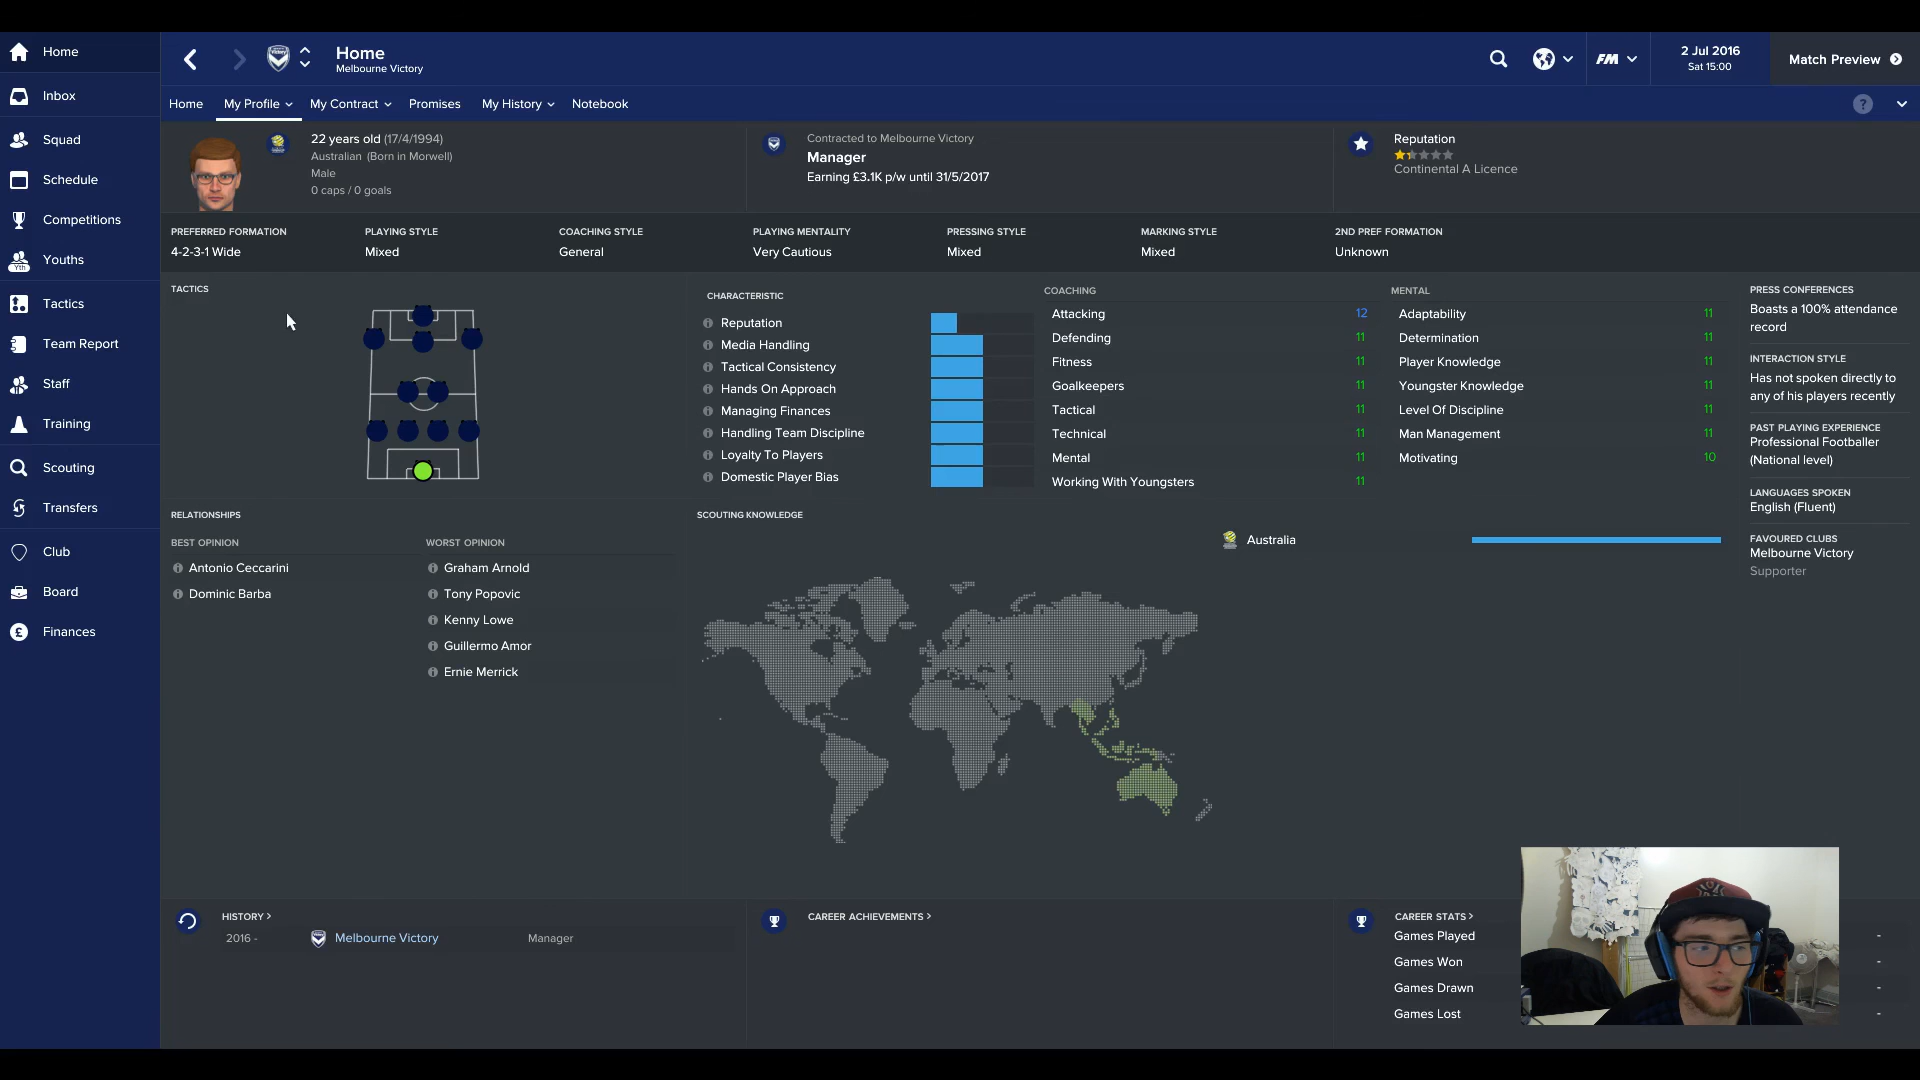 Home
Inbox
Squad
Schedule
Competitions
Youths
Tactics
Team Report
Staff
Training
Scouting
Transfers
Club
Board
Finances
Home
Melbourne Victory
FM
2 Jul 2016
Sat 15:00
Match Preview
Home
My Profile
My Contract
Promises
My History
Notebook
?
22 years old (17/4/1994)
Australian (Born in Morwell)
Male
0 caps / 0 goals
Contracted to Melbourne Victory
Manager
Earning £3.1K p/w until 31/5/2017
Reputation
Continental A Licence
PREFERRED FORMATION
4-2-3-1 Wide
PLAYING STYLE
Mixed
COACHING STYLE
General
PLAYING MENTALITY
Very Cautious
PRESSING STYLE
Mixed
MARKING STYLE
Mixed
2ND PREF FORMATION
Unknown
TACTICS
CHARACTERISTIC
Reputation
Media Handling
Tactical Consistency
Hands On Approach
Managing Finances
Handling Team Discipline
Loyalty To Players
Domestic Player Bias
COACHING
Attacking 12
Defending 11
Fitness 11
Goalkeepers 11
Tactical 11
Technical 11
Mental 11
Working With Youngsters 11
MENTAL
Adaptability 11
Determination 11
Player Knowledge 11
Youngster Knowledge 11
Level Of Discipline 11
Man Management 11
Motivating 10
PRESS CONFERENCES
Boasts a 100% attendance
record
INTERACTION STYLE
Has not spoken directly to
any of his players recently
PAST PLAYING EXPERIENCE
Professional Footballer
(National level)
LANGUAGES SPOKEN
English (Fluent)
FAVOURED CLUBS
Melbourne Victory
Supporter
RELATIONSHIPS
BEST OPINION
Antonio Ceccarini
Dominic Barba
WORST OPINION
Graham Arnold
Tony Popovic
Kenny Lowe
Guillermo Amor
Ernie Merrick
SCOUTING KNOWLEDGE
Australia
HISTORY >
2016 - Melbourne Victory Manager
CAREER ACHIEVEMENTS >
CAREER STATS >
Games Played -
Games Won -
Games Drawn -
Games Lost -